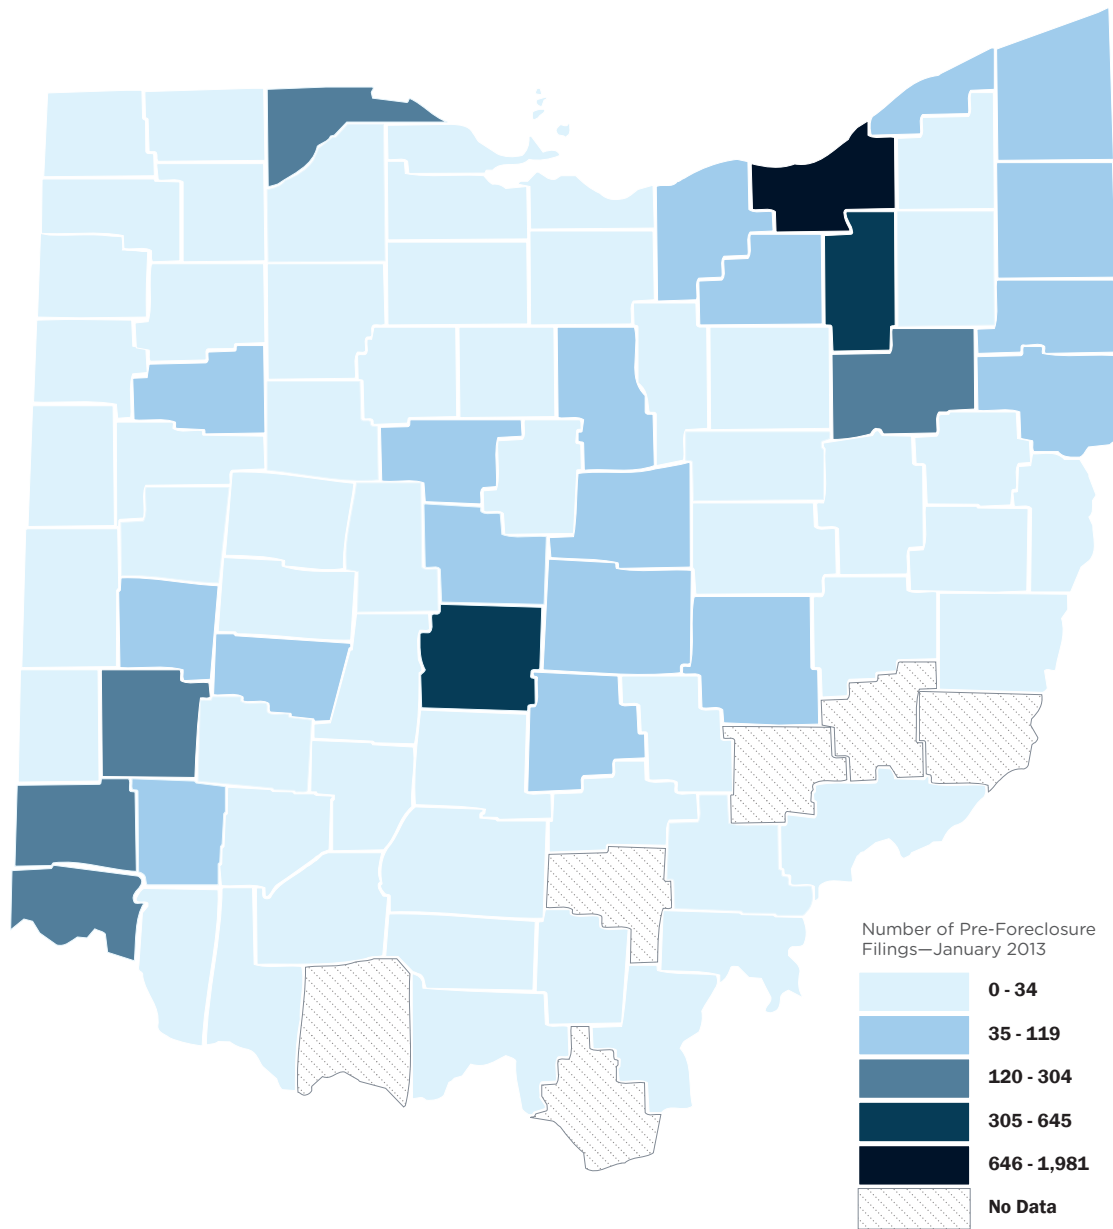 Number of Pre-Foreclosure
Filings—January 2013
0 - 34
35 - 119
120 - 304
305 - 645
646 - 1,981
No Data